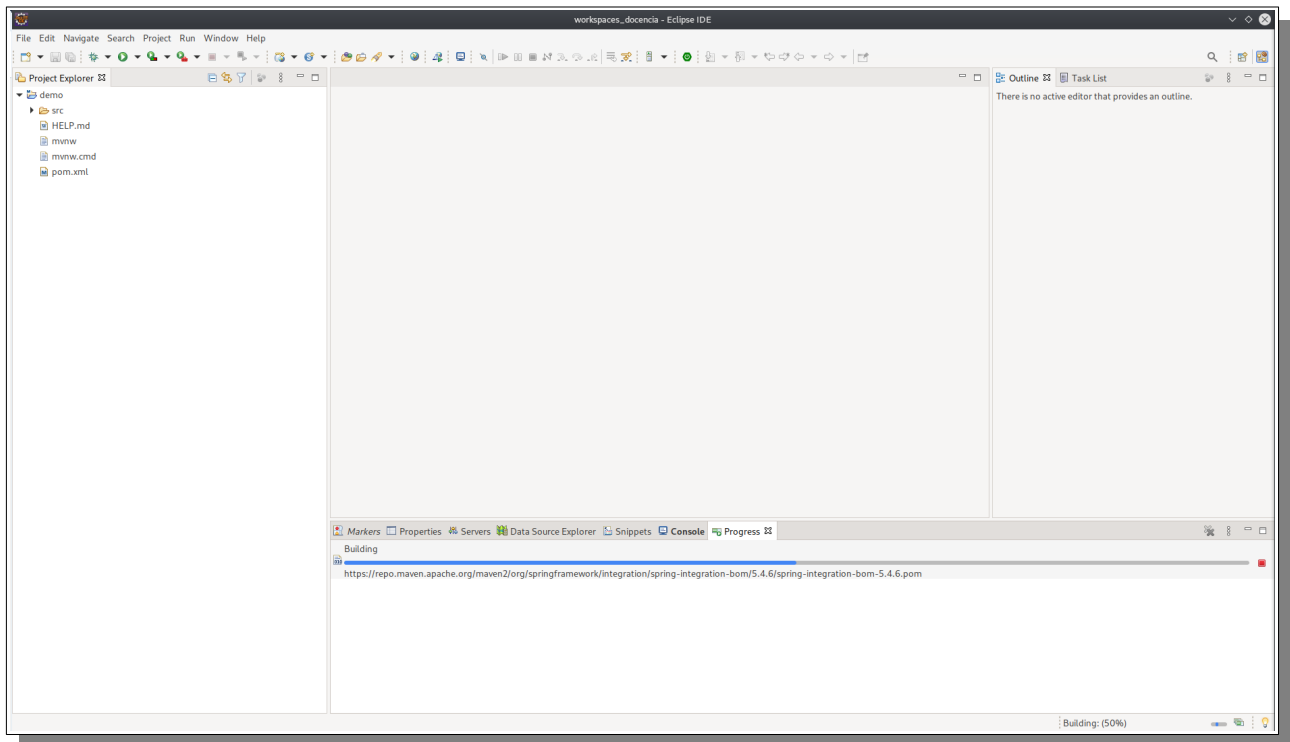 workspaces_docencia - Eclipse IDE
File Edit Navigate Search Project Run Window Help
Project Explorer
demo
src
HELP.md
mvnw
mvnw.cmd
pom.xml
Outline Task List
There is no active editor that provides an outline.
Markers Properties Servers Data Source Explorer Snippets Console Progress
Building
https://repo.maven.apache.org/maven2/org/springframework/integration/spring-integration-bom/5.4.6/spring-integration-bom-5.4.6.pom
Building: (50%)